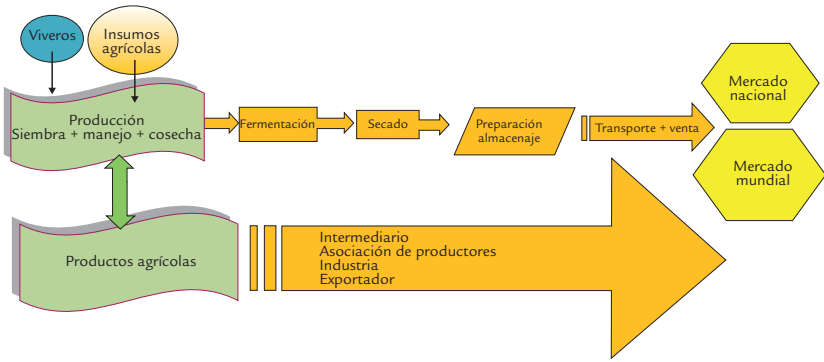 Viveros
Insumos
agrícolas
Producción
Siembra + manejo + cosecha
Fermentación
Secado
Preparación
almacenaje
Transporte + venta
Mercado
nacional
Mercado
mundial
Productos agrícolas
Intermediario
Asociación de productores
Industria
Exportador